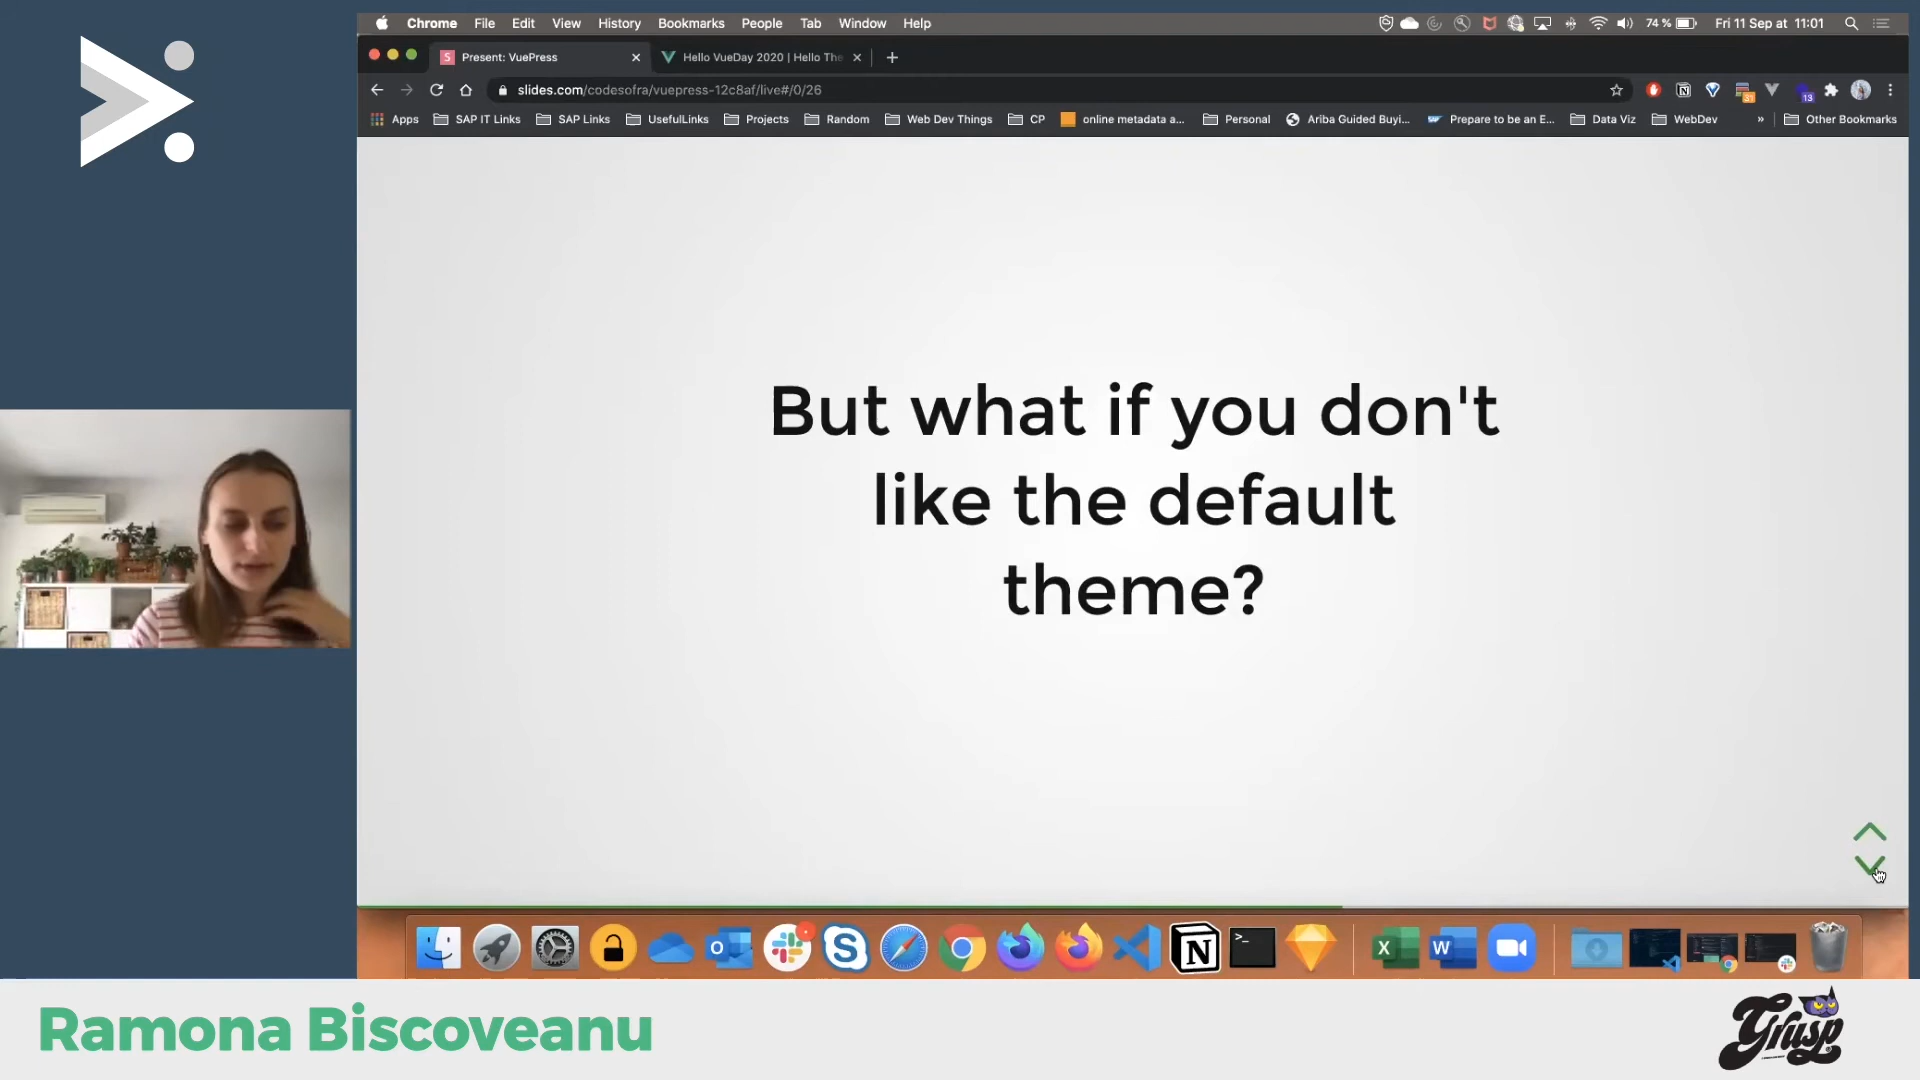 Chrome File Edit View History Bookmarks People Tab Window Help 74 % Fri 11 Sep at 11:01
Present: VuePress Hello VueDay 2020 | Hello The
slides.com/codesofra/vuepress-12c8af/live#/0/26
Apps SAP IT Links SAP Links UsefulLinks Projects Random Web Dev Things CP online metadata a... Personal Ariba Guided Buyi... Prepare to be an E... Data Viz WebDev » Other Bookmarks
But what if you don't
like the default
theme?
Ramona Biscoveanu
Grusp